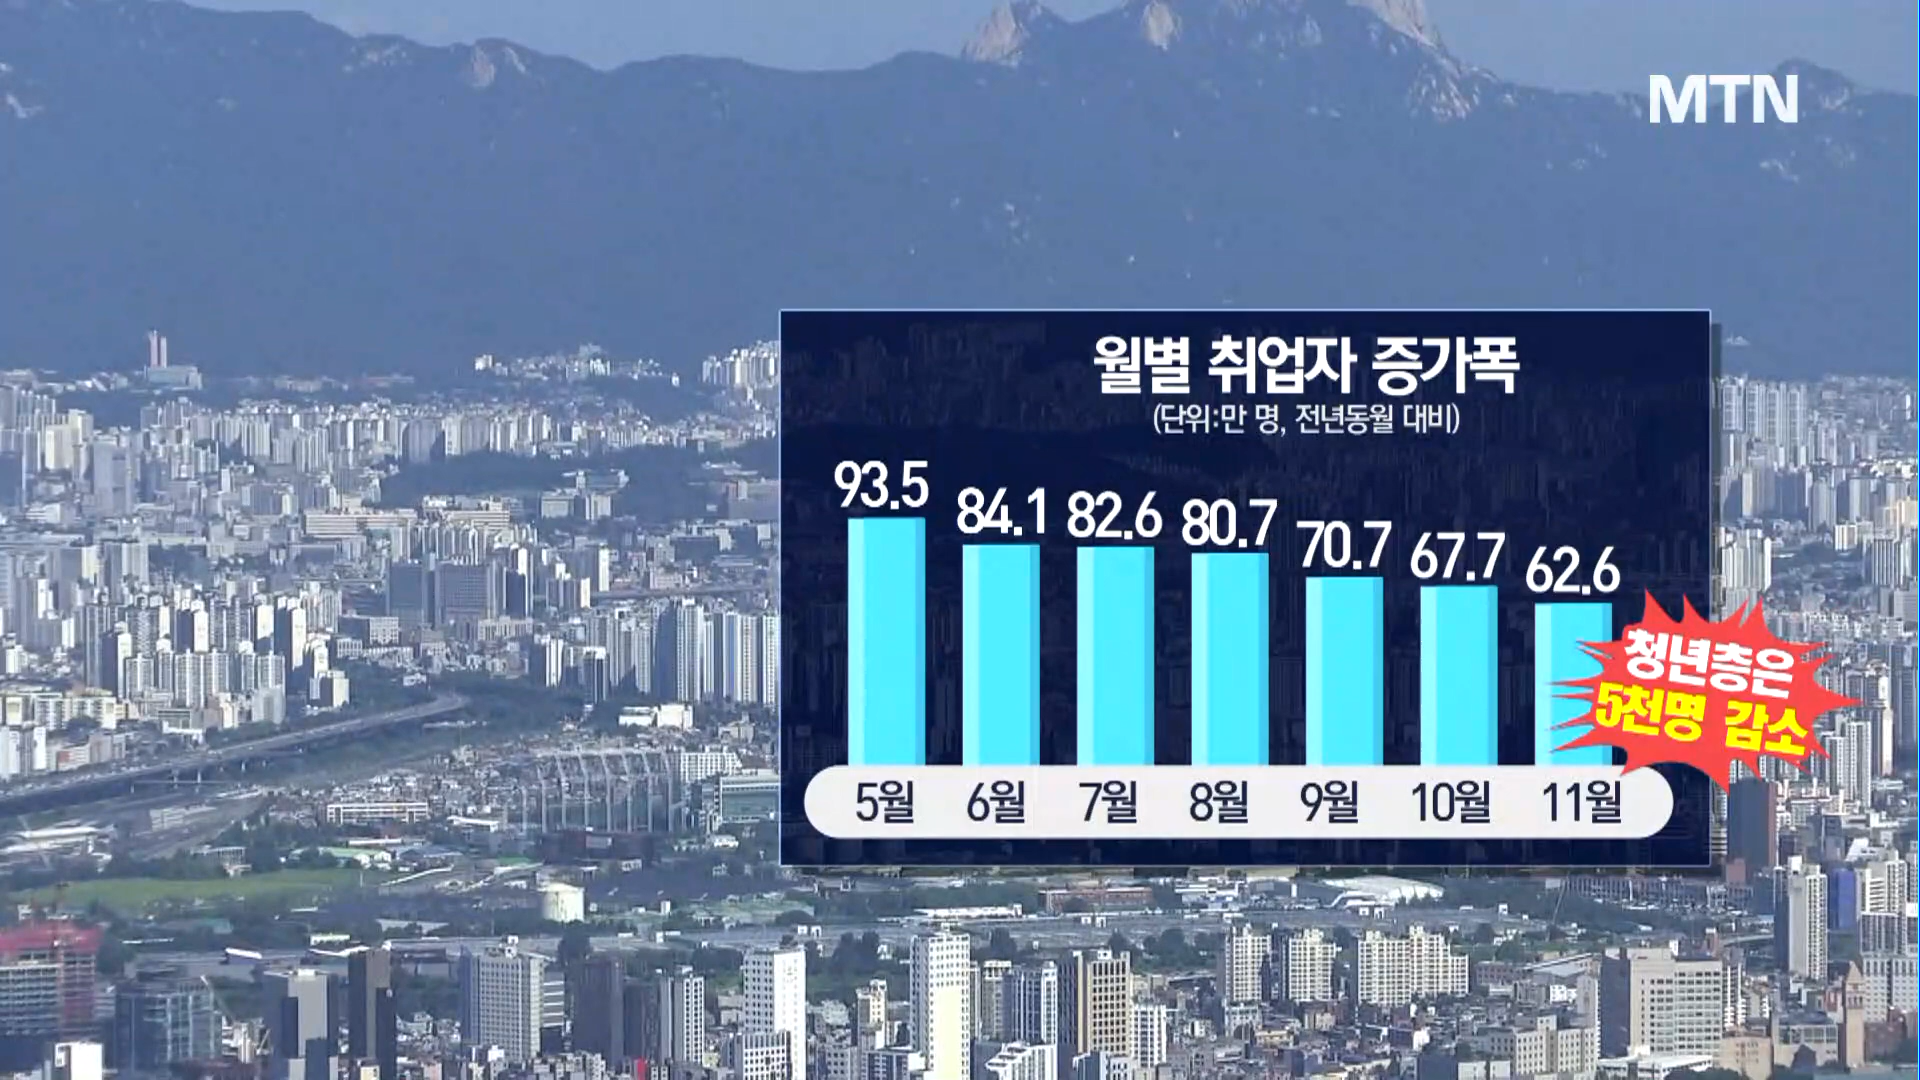 MTN
월별 취업자 증가폭
(단위:만 명, 전년동월 대비)
93.5 84.1 82.6 80.7 70.7 67.7 62.6
청년층은
5천명 감소
5월 6월 7월 8월 9월 10월 11월